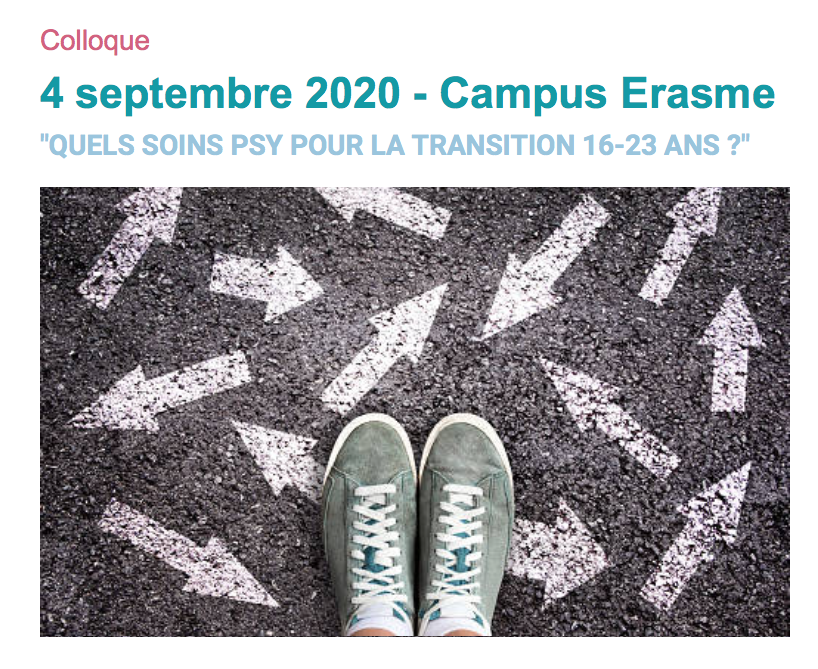 Colloque
4 septembre 2020 - Campus Erasme
"QUELS SOINS PSY POUR LA TRANSITION 16-23 ANS ?"